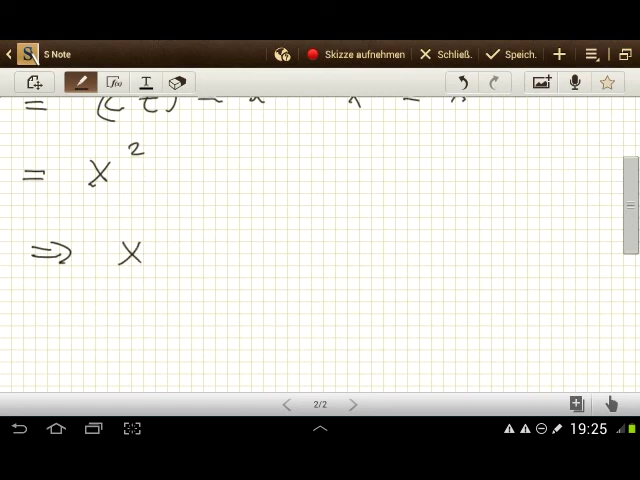 S Note
Skizze aufnehmen
Schließ.
Speich.
f(x)
T
= x²
⇒ x
2/2
19:25